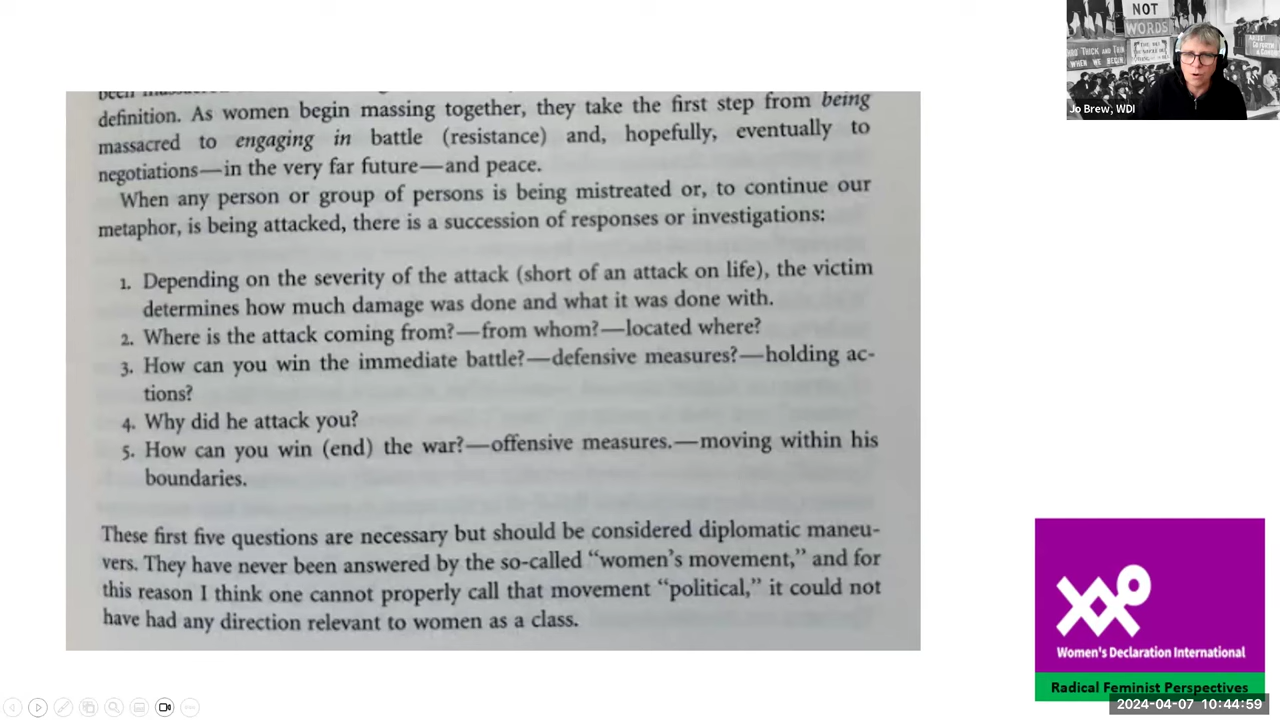 NOT
WORDS
WHEN WE BEGIN.
Jo Brew, WDI
definition. As women begin massing together, they take the first step from being
massacred to engaging in battle (resistance) and, hopefully, eventually to
negotiations—in the very far future—and peace.
When any person or group of persons is being mistreated or, to continue our
metaphor, is being attacked, there is a succession of responses or investigations:
1. Depending on the severity of the attack (short of an attack on life), the victim
determines how much damage was done and what it was done with.
2. Where is the attack coming from?—from whom?—located where?
3. How can you win the immediate battle?—defensive measures?—holding ac-
tions?
4. Why did he attack you?
5. How can you win (end) the war?—offensive measures.—moving within his
boundaries.
These first five questions are necessary but should be considered diplomatic maneu-
vers. They have never been answered by the so-called “women’s movement,” and for
this reason I think one cannot properly call that movement “political,” it could not
have had any direction relevant to women as a class.
Women's Declaration International
Radical Feminist Perspectives
2024-04-07 10:44:59